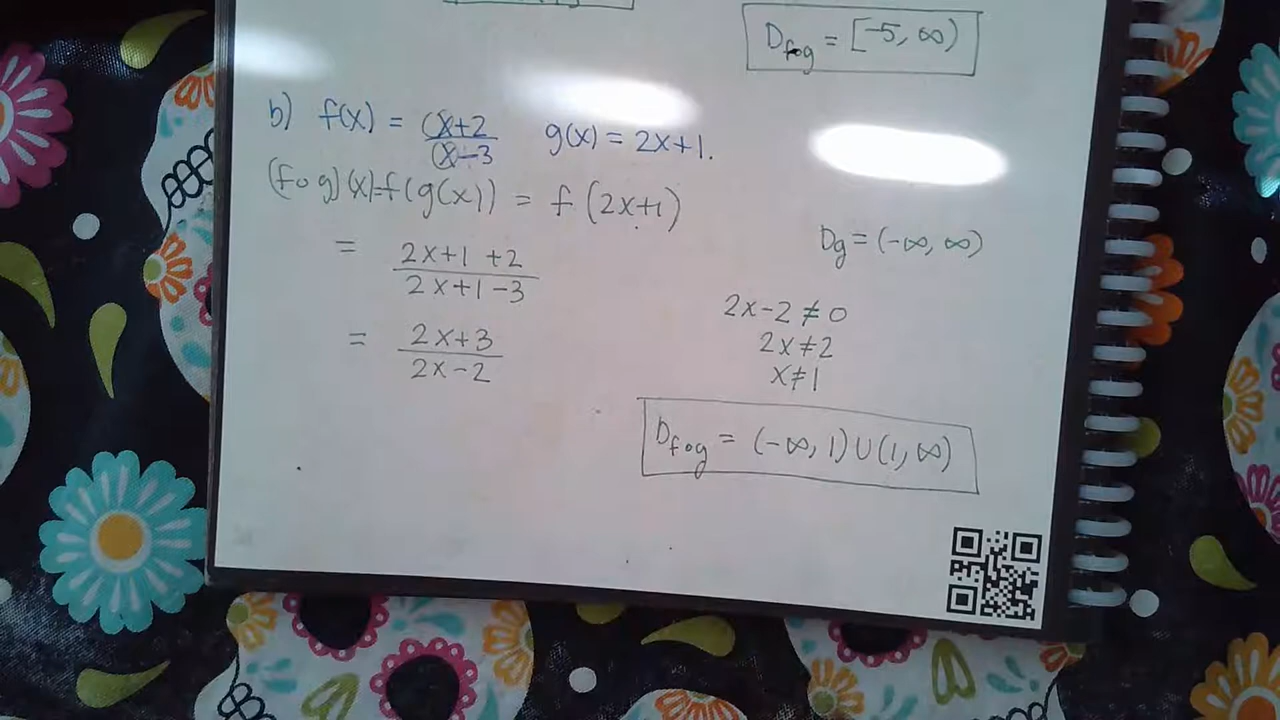 D_fog = [-5, ∞)
b) f(x) = (x+2 / (x-3 g(x) = 2x+1.
(fog)(x)=f(g(x)) = f(2x+1)
Dg = (-∞, ∞)
= 2x+1 +2 / 2x+1-3
2x-2 ≠ 0
= 2x+3 / 2x-2
2x≠2
x≠1
D_fog = (-∞, 1) U (1, ∞)